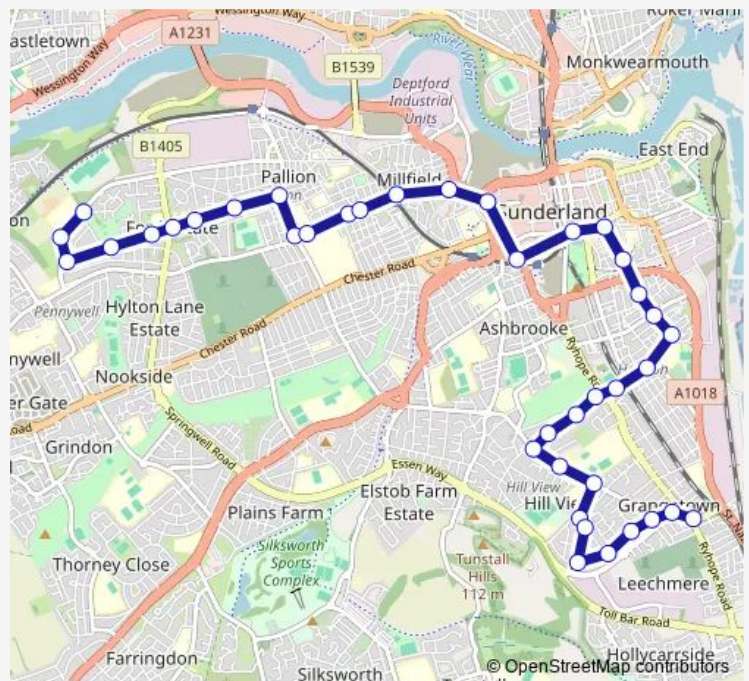 Wessington Way
Roker Mari
astletown
A1231
Wessington Way
B1539
River Wear
Monkwearmouth
Deptford
Industrial
Units
B1405
East End
Pallion
Millfield
on
Sunderland
Chester Road
Pennywell
Hylton Lane
Estate
Ashbrooke
Chester Road
nywell
Nookside
Ryhope
A1018
er Gate
oad
Grindon
Springwell Road
Essen Way
Elstob Farm
Estate
Hill View
Hill Vie
Grangetown
Plains Farm
Silksworth
Sports
Complex
Tunstall
Hills
112 m
Thorney Close
Ryhope Road
Leechmere
Toll Bar Road
Farringdon
Silksworth
Hollycarrside
© OpenStreetMap contributors